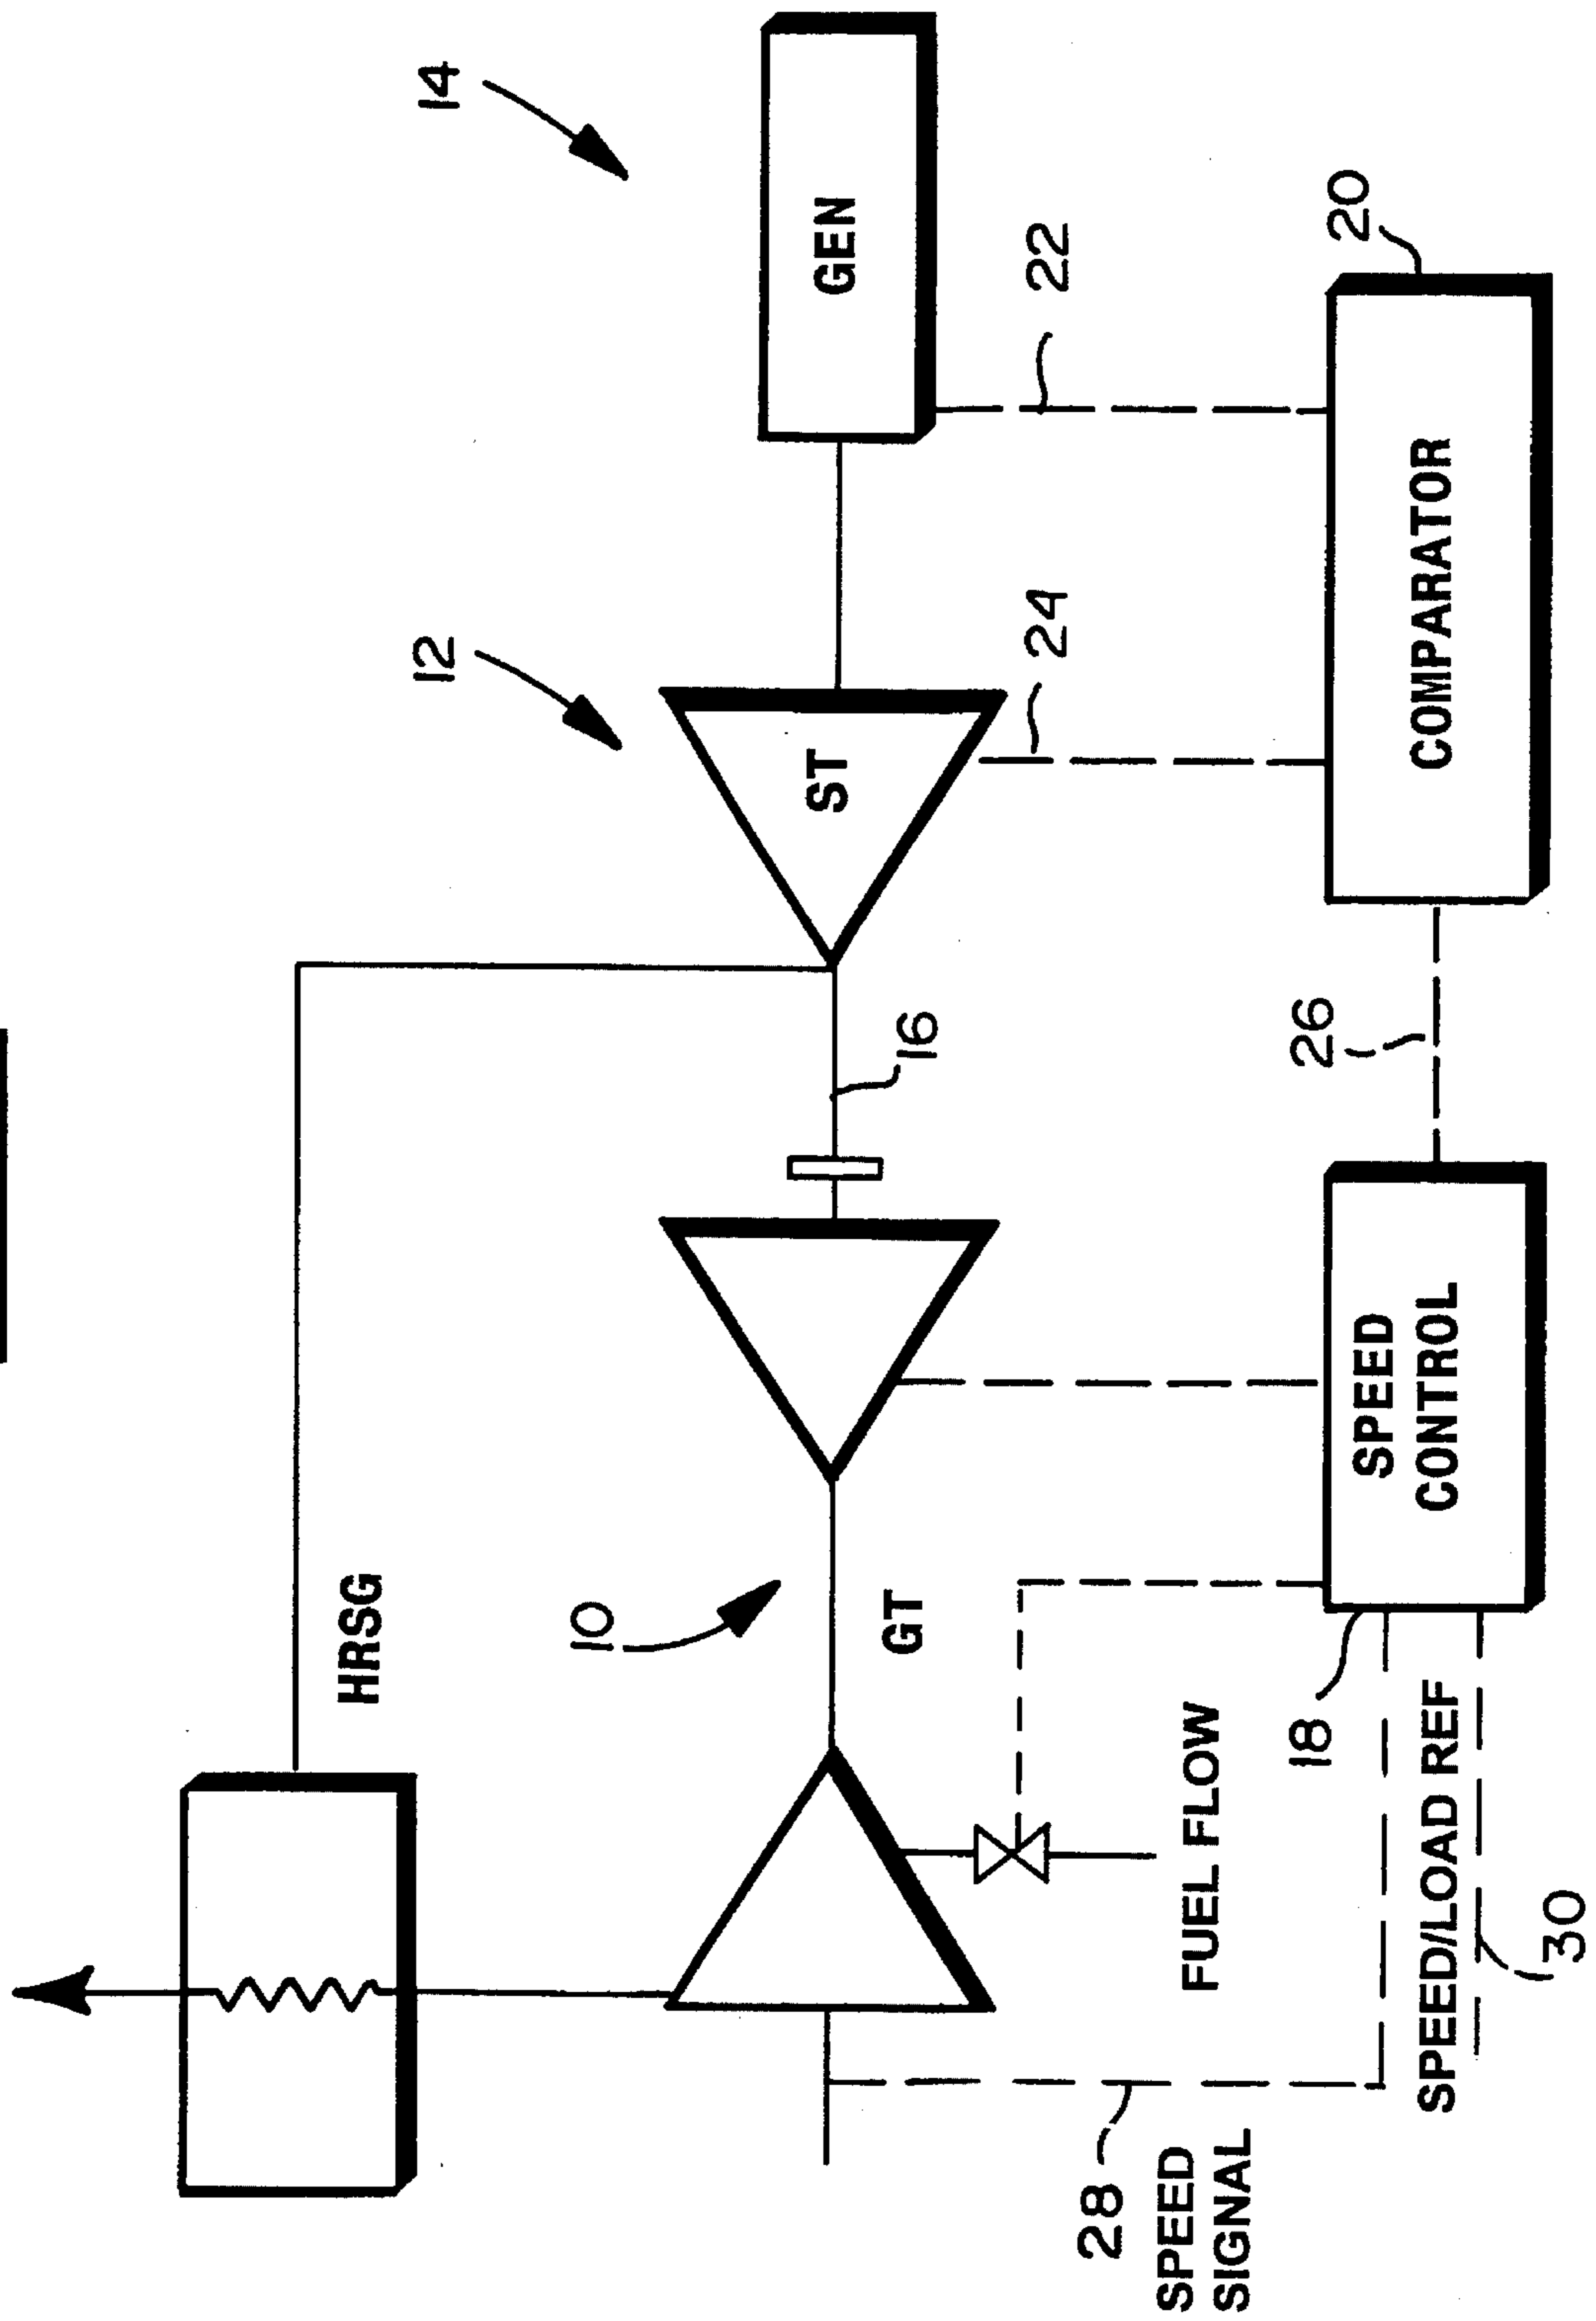 HRSG
14
12
10
GEN
ST
GT
16
22
24
FUEL FLOW
28
SPEED
SIGNAL
20
26
18
COMPARATOR
SPEED
CONTROL
SPEED/LOAD REF
30